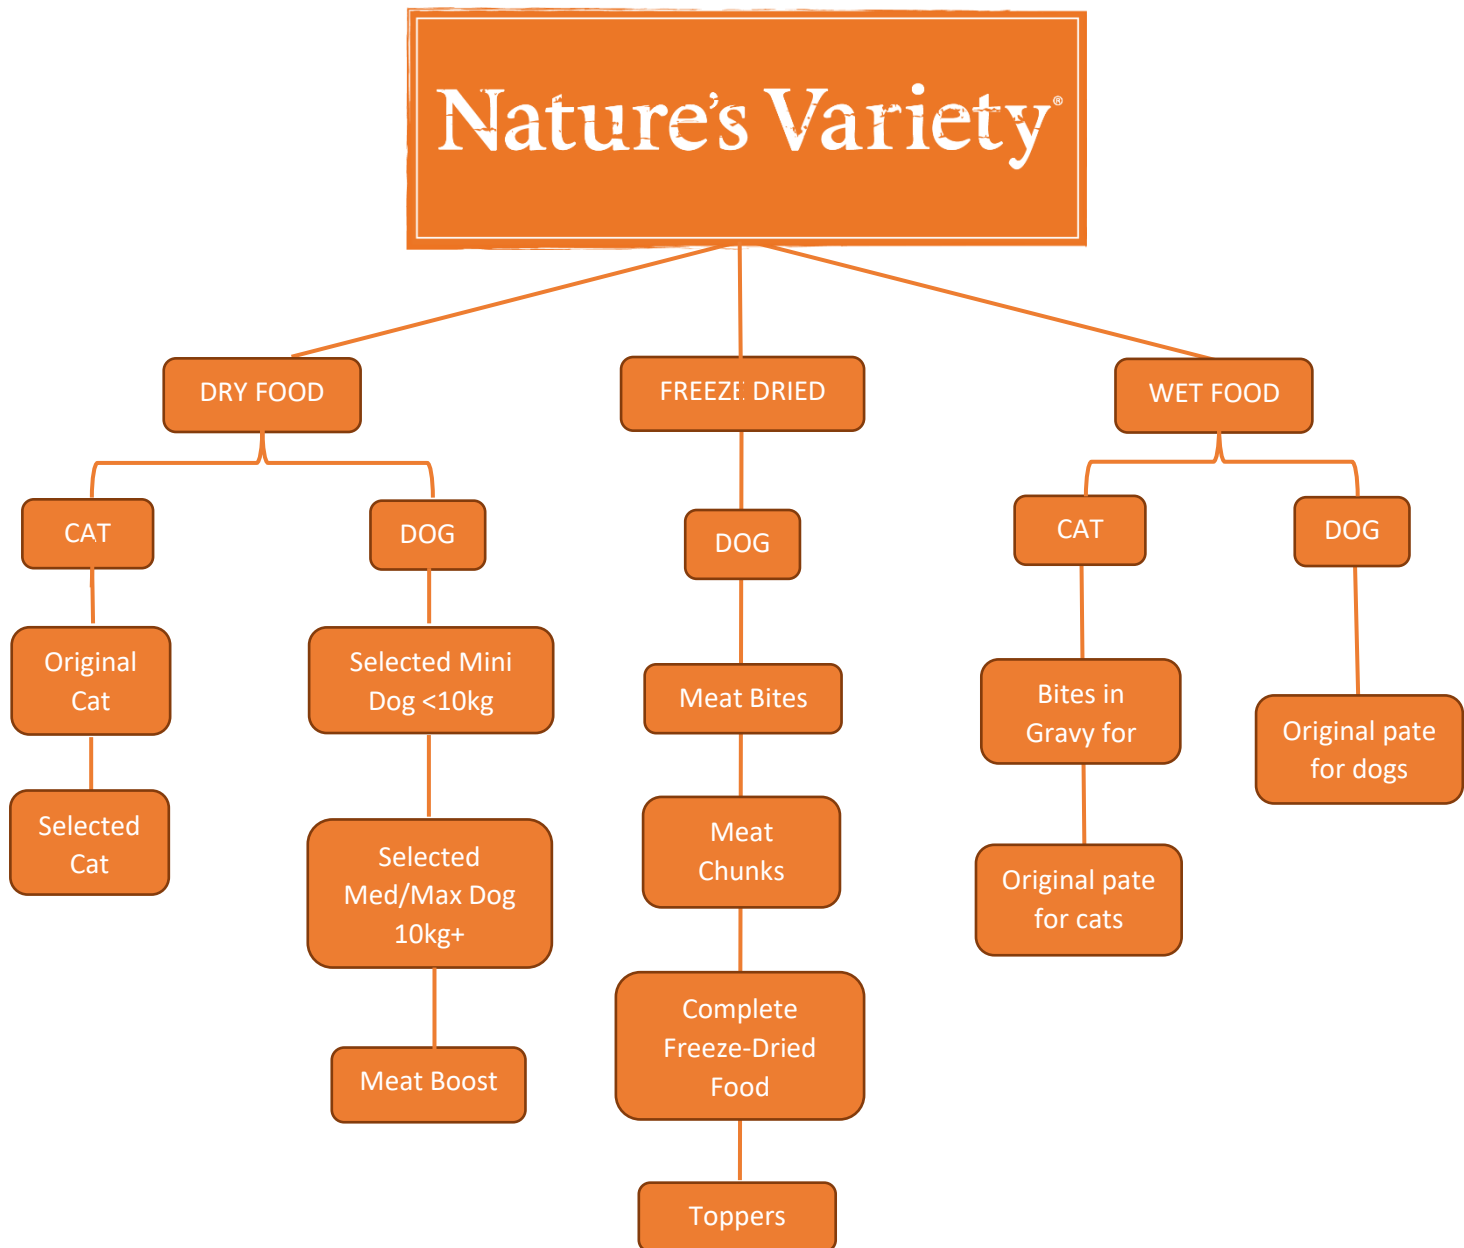 Nature's Variety®
DRY FOOD
FREEZE DRIED
WET FOOD
CAT
DOG
DOG
CAT
DOG
Original
Cat
Selected Mini
Dog <10kg
Meat Bites
Bites in
Gravy for
Original pate
for dogs
Selected
Cat
Selected
Med/Max Dog
10kg+
Meat
Chunks
Original pate
for cats
Meat Boost
Complete
Freeze-Dried
Food
Toppers